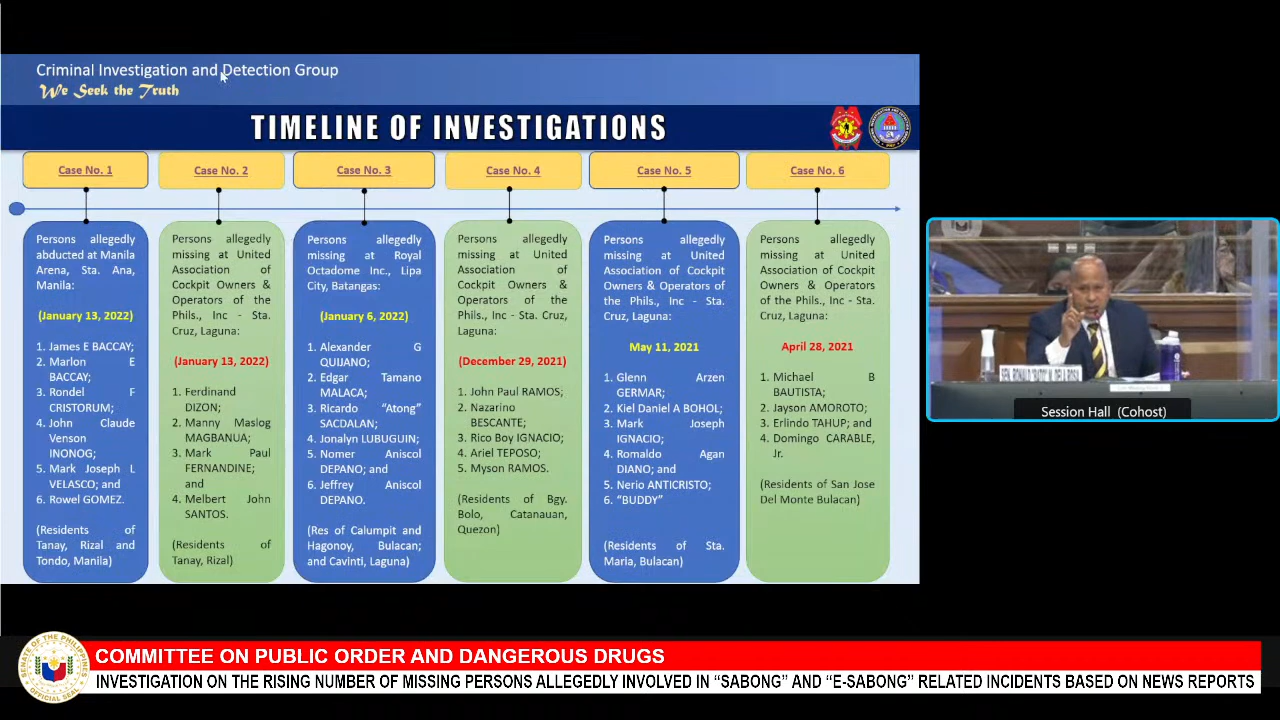 Criminal Investigation and Detection Group
We Seek the Truth
TIMELINE OF INVESTIGATIONS
Case No. 1
Persons allegedly
abducted at Manila
Arena, Sta. Ana,
Manila:
(January 13, 2022)
1. James E BACCAY;
2. Marlon E
BACCAY;
3. Rondel F
CRISTORUM;
4. John Claude
Venson
INONOG;
5. Mark Joseph L
VELASCO; and
6. Rowel GOMEZ.
(Residents of
Tanay, Rizal and
Tondo, Manila)
Case No. 2
Persons allegedly
missing at United
Association of
Cockpit Owners &
Operators of the
Phils., Inc - Sta.
Cruz, Laguna:
(January 13, 2022)
1. Ferdinand
DIZON;
2. Manny Maslog
MAGBANUA;
3. Mark Paul
FERNANDINE;
and
4. Melbert John
SANTOS.
(Residents of
Tanay, Rizal)
Case No. 3
Persons allegedly
missing at Royal
Octadome Inc., Lipa
City, Batangas:
(January 6, 2022)
1. Alexander G
QUIJANO;
2. Edgar Tamano
MALACA;
3. Ricardo “Atong”
SACDALAN;
4. Jonalyn LUBUGUIN;
5. Nomer Aniscol
DEPANO; and
6. Jeffrey Aniscol
DEPANO.
(Res of Calumpit and
Hagonoy, Bulacan;
and Cavinti, Laguna)
Case No. 4
Persons allegedly
missing at United
Association of
Cockpit Owners &
Operators of the
Phils., Inc - Sta. Cruz,
Laguna:
(December 29, 2021)
1. John Paul RAMOS;
2. Nazarino
BESCANTE;
3. Rico Boy IGNACIO;
4. Ariel TEPOSO;
5. Myson RAMOS.
(Residents of Bgy.
Bolo, Catanauan,
Quezon)
Case No. 5
Persons allegedly
missing at United
Association of Cockpit
Owners & Operators of
the Phils., Inc - Sta.
Cruz, Laguna:
May 11, 2021
1. Glenn Arzen
GERMAR;
2. Kiel Daniel A BOHOL;
3. Mark Joseph
IGNACIO;
4. Romaldo Agan
DIANO; and
5. Nerio ANTICRISTO;
6. “BUDDY”
(Residents of Sta.
Maria, Bulacan)
Case No. 6
Persons allegedly
missing at United
Association of Cockpit
Owners & Operators of
the Phils., Inc - Sta.
Cruz, Laguna:
April 28, 2021
1. Michael B
BAUTISTA;
2. Jayson AMOROTO;
3. Erlindo TAHUP; and
4. Domingo CARABLE,
Jr.
(Residents of San Jose
Del Monte Bulacan)
SEN. RONALD "BATO" M. DELA ROSA
Session Hall (Cohost)
COMMITTEE ON PUBLIC ORDER AND DANGEROUS DRUGS
INVESTIGATION ON THE RISING NUMBER OF MISSING PERSONS ALLEGEDLY INVOLVED IN “SABONG” AND “E-SABONG” RELATED INCIDENTS BASED ON NEWS REPORTS
SENATE OF THE PHILIPPINES
OFFICIAL SEAL